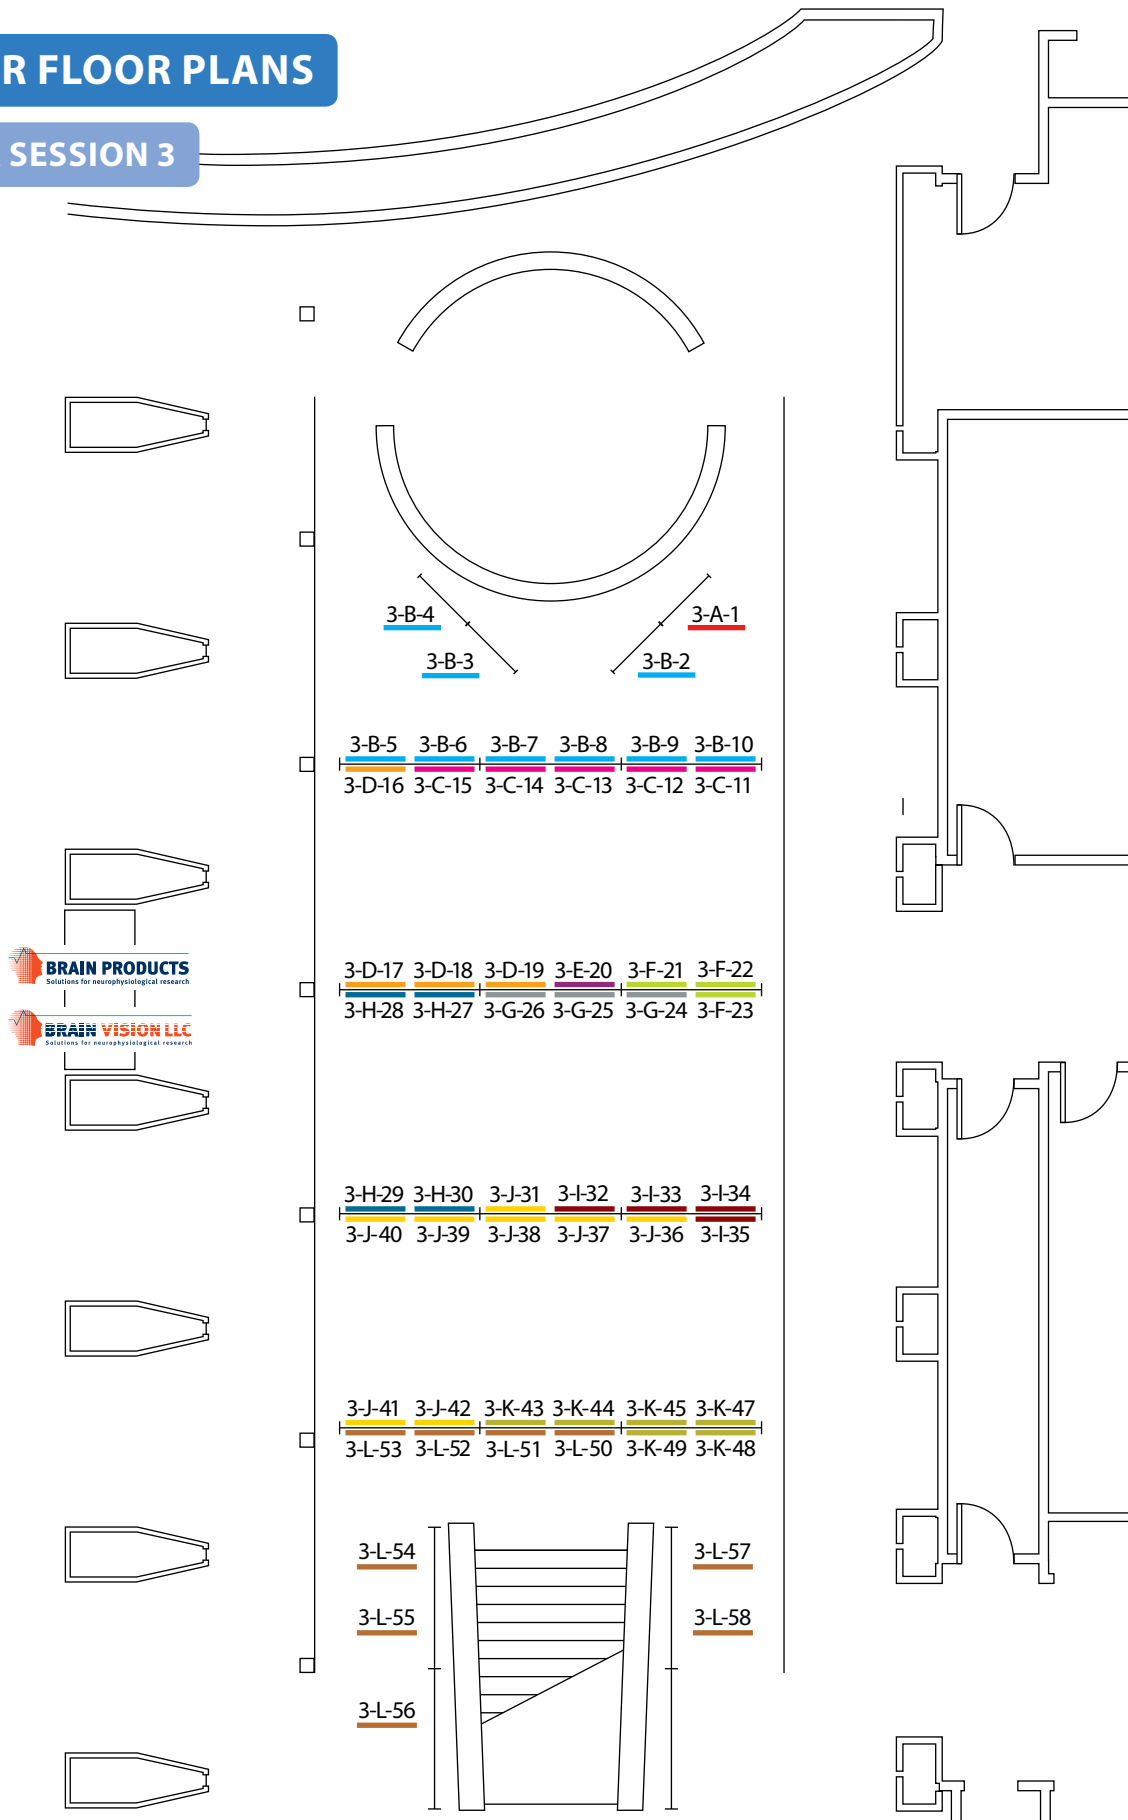 R FLOOR PLANS
SESSION 3
3-B-4
3-A-1
3-B-3
3-B-2
3-B-5 3-B-6 3-B-7 3-B-8 3-B-9 3-B-10
3-D-16 3-C-15 3-C-14 3-C-13 3-C-12 3-C-11
BRAIN PRODUCTS
Solutions for neurophysiological research
BRAIN VISION LLC
Solutions for neurophysiological research
3-D-17 3-D-18 3-D-19 3-E-20 3-F-21 3-F-22
3-H-28 3-H-27 3-G-26 3-G-25 3-G-24 3-F-23
3-H-29 3-H-30 3-J-31 3-I-32 3-I-33 3-I-34
3-J-40 3-J-39 3-J-38 3-J-37 3-J-36 3-I-35
3-J-41 3-J-42 3-K-43 3-K-44 3-K-45 3-K-47
3-L-53 3-L-52 3-L-51 3-L-50 3-K-49 3-K-48
3-L-54
3-L-57
3-L-55
3-L-58
3-L-56